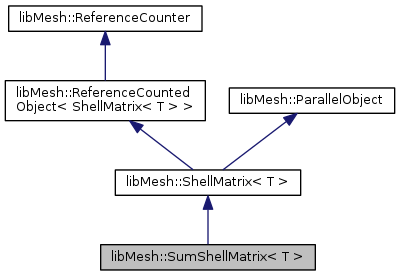 libMesh::ReferenceCounter
libMesh::ReferenceCounted
Object< ShellMatrix< T > >
libMesh::ParallelObject
libMesh::ShellMatrix< T >
libMesh::SumShellMatrix< T >